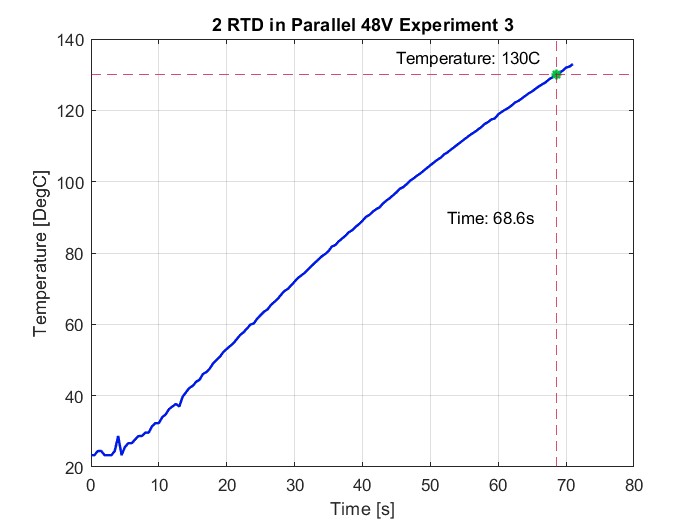 2 RTD in Parallel 48V Experiment 3
140
120
100
80
60
40
20
Temperature [DegC]
Temperature: 130C
Time: 68.6s
0 10 20 30 40 50 60 70 80
Time [s]